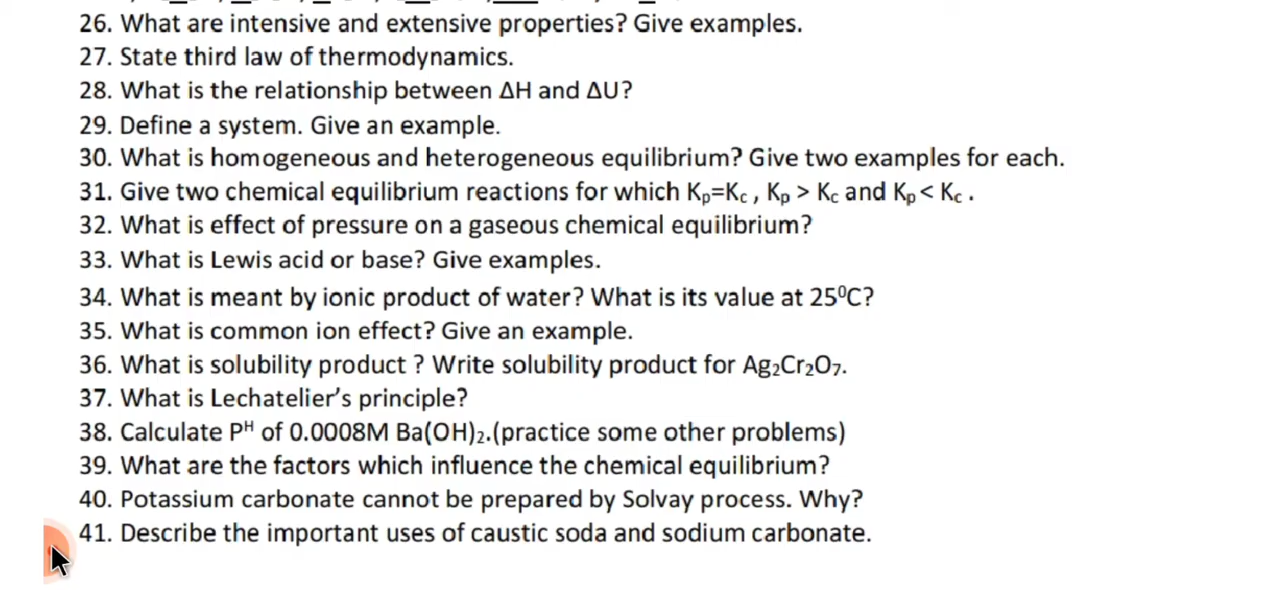 26. What are intensive and extensive properties? Give examples.
27. State third law of thermodynamics.
28. What is the relationship between ΔH and ΔU?
29. Define a system. Give an example.
30. What is homogeneous and heterogeneous equilibrium? Give two examples for each.
31. Give two chemical equilibrium reactions for which Kₚ=K꜀ , Kₚ > K꜀ and Kₚ< K꜀ .
32. What is effect of pressure on a gaseous chemical equilibrium?
33. What is Lewis acid or base? Give examples.
34. What is meant by ionic product of water? What is its value at 25⁰C?
35. What is common ion effect? Give an example.
36. What is solubility product ? Write solubility product for Ag₂Cr₂O₇.
37. What is Lechatelier's principle?
38. Calculate Pᴴ of 0.0008M Ba(OH)₂.(practice some other problems)
39. What are the factors which influence the chemical equilibrium?
40. Potassium carbonate cannot be prepared by Solvay process. Why?
41. Describe the important uses of caustic soda and sodium carbonate.